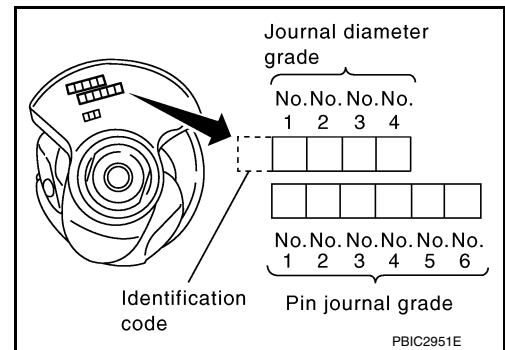 Journal diameter
grade
No. No. No. No.
1 2 3 4
No. No. No. No. No. No.
1 2 3 4 5 6
Identification
code
Pin journal grade
PBIC2951E